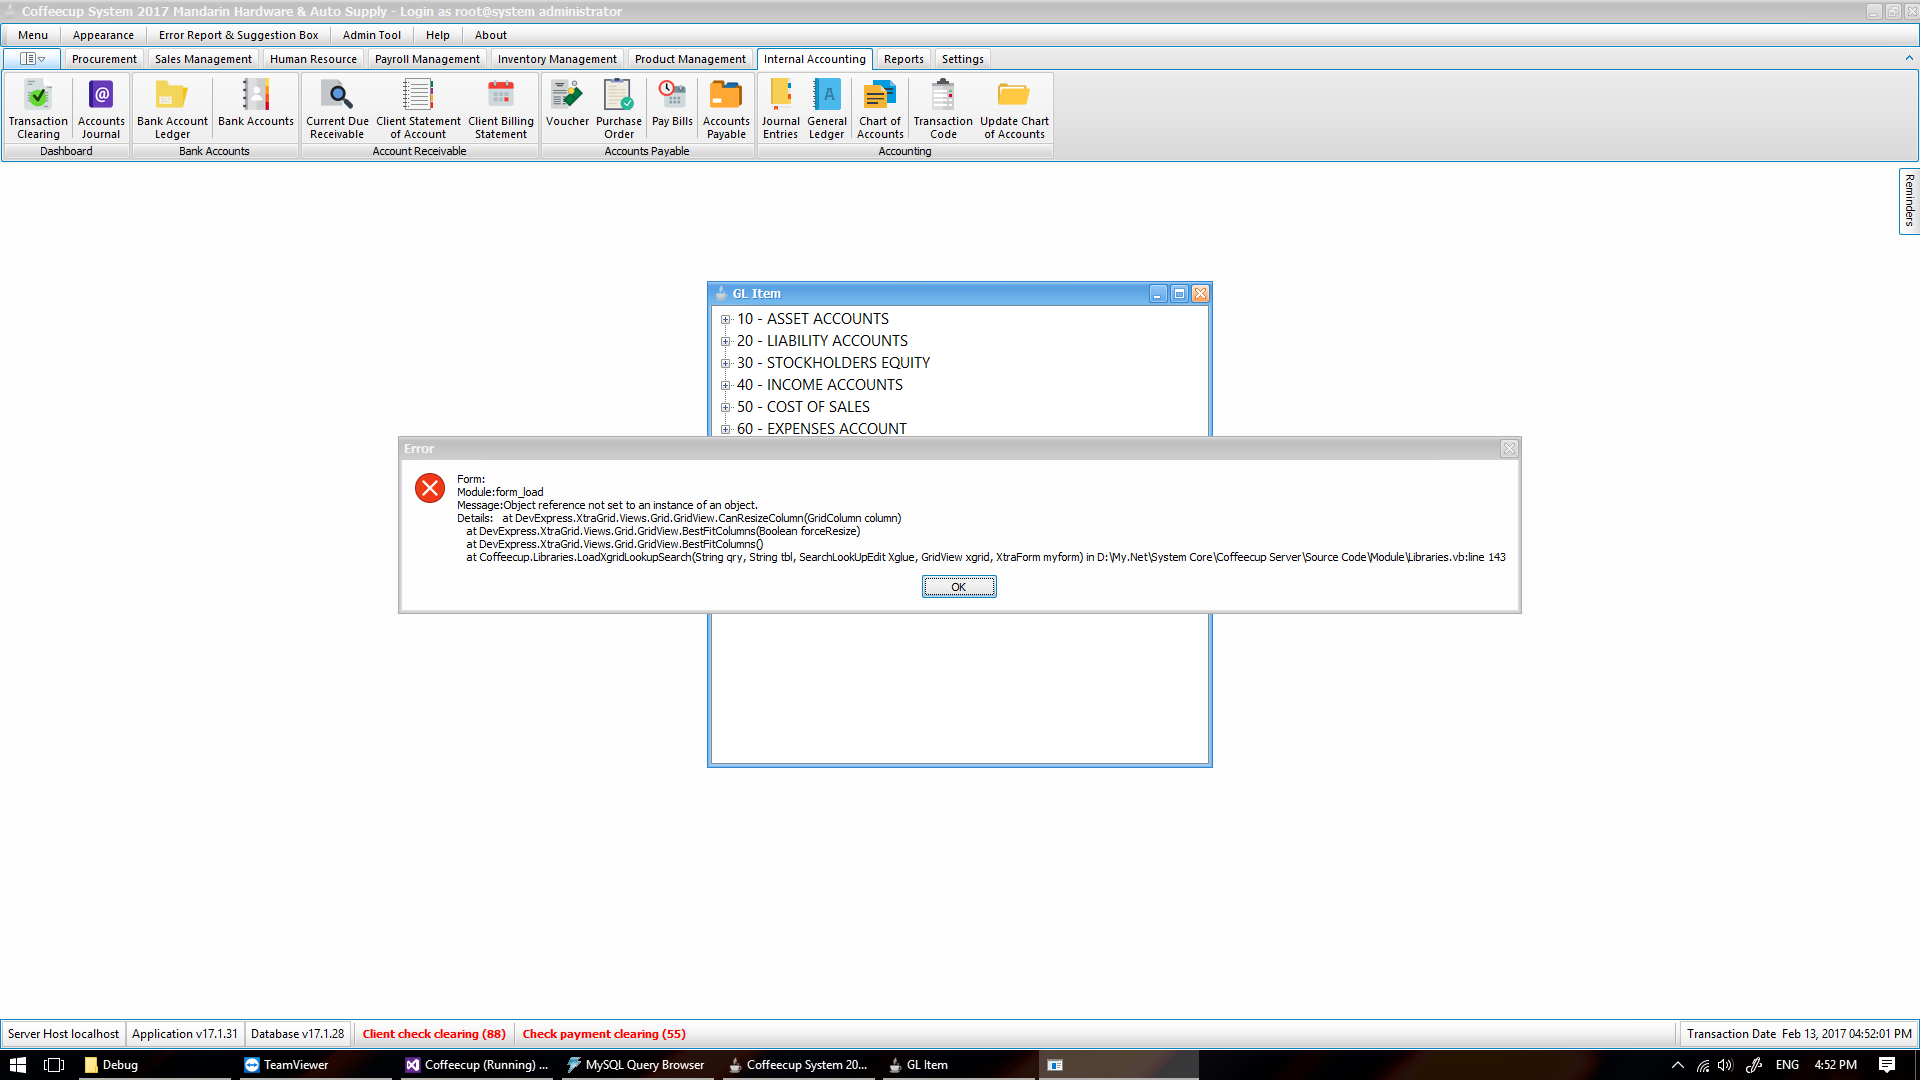 Coffeecup System 2017 Mandarin Hardware & Auto Supply - Login as root@system administrator
Menu Appearance Error Report & Suggestion Box Admin Tool Help About
Procurement Sales Management Human Resource Payroll Management Inventory Management Product Management Internal Accounting Reports Settings
Transaction Clearing
Accounts Journal
Bank Account Ledger
Bank Accounts
Current Due Receivable
Client Statement of Account
Client Billing Statement
Voucher
Purchase Order
Pay Bills
Accounts Payable
Journal Entries
General Ledger
Chart of Accounts
Transaction Code
Update Chart of Accounts
Dashboard Bank Accounts Account Receivable Accounts Payable Accounting
Reminders
GL Item
10 - ASSET ACCOUNTS
20 - LIABILITY ACCOUNTS
30 - STOCKHOLDERS EQUITY
40 - INCOME ACCOUNTS
50 - COST OF SALES
60 - EXPENSES ACCOUNT
Error
Form:
Module:form_load
Message:Object reference not set to an instance of an object.
Details: at DevExpress.XtraGrid.Views.Grid.GridView.CanResizeColumn(GridColumn column)
at DevExpress.XtraGrid.Views.Grid.GridView.BestFitColumns(Boolean forceResize)
at DevExpress.XtraGrid.Views.Grid.GridView.BestFitColumns()
at Coffeecup.Libraries.LoadXgridLookupSearch(String qry, String tbl, SearchLookUpEdit Xglue, GridView xgrid, XtraForm myform) in D:\My.Net\System Core\Coffeecup Server\Source Code\Module\Libraries.vb:line 143
OK
Server Host localhost Application v17.1.31 Database v17.1.28 Client check clearing (88) Check payment clearing (55) Transaction Date Feb 13, 2017 04:52:01 PM
Debug TeamViewer Coffeecup (Running) ... MySQL Query Browser Coffeecup System 20... GL Item ENG 4:52 PM